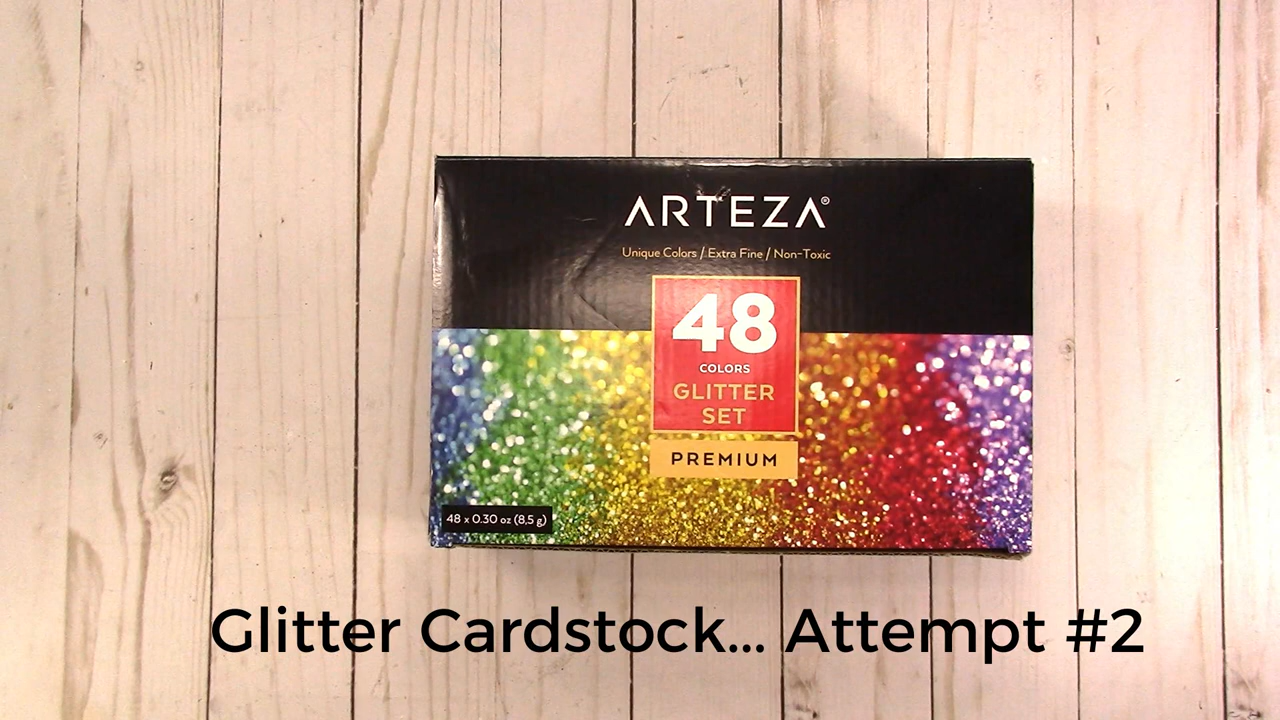 ARTEZA®
Unique Colors / Extra Fine / Non-Toxic
48
COLORS
GLITTER
SET
PREMIUM
48 x 0.30 oz (8,5 g)
Glitter Cardstock... Attempt #2